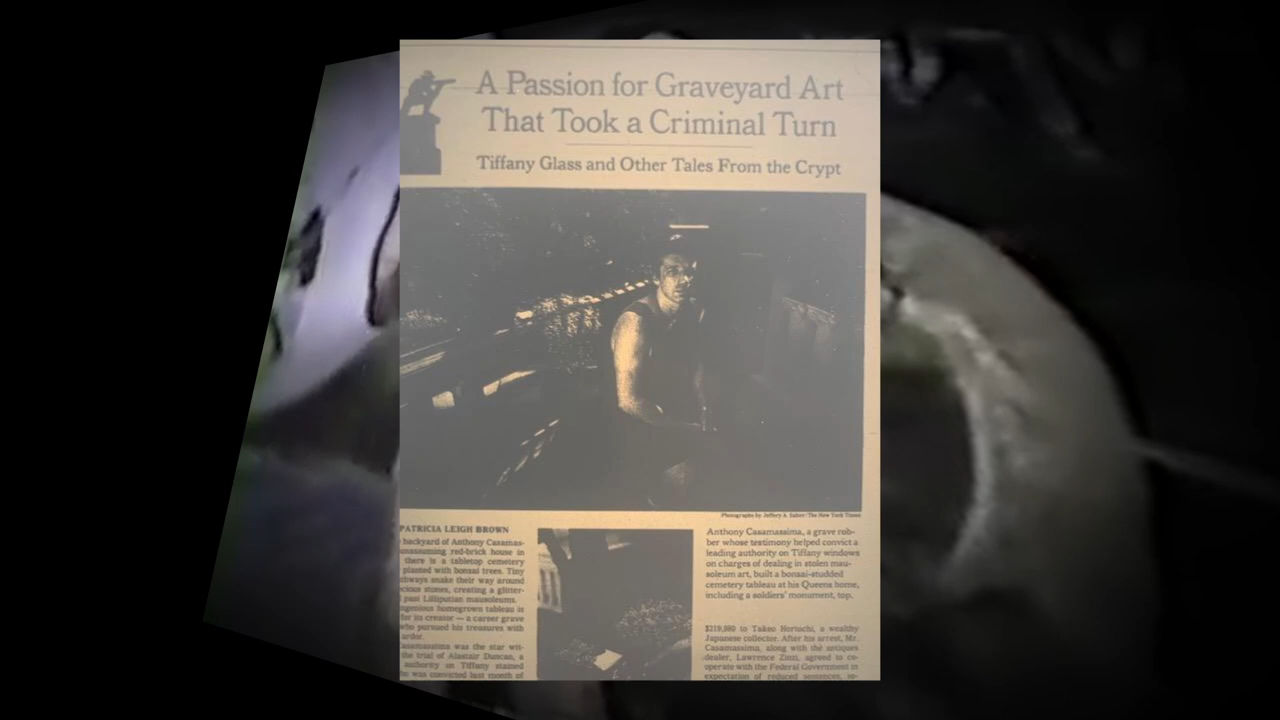 A Passion for Graveyard Art
That Took a Criminal Turn
Tiffany Glass and Other Tales From the Crypt
Photographs by Jeffery A. Salter/The New York Times
PATRICIA LEIGH BROWN
backyard of Anthony Casamas-
unassuming red-brick house in
there is a tabletop cemetery
planted with bonsai trees. Tiny
snake their way around
stones, creating a glitter-
past Lilliputian mausoleums.
homegrown tableau is
for its creator — a career grave
who pursued his treasures with
ardor.
Casamassima was the star wit-
the trial of Alastair Duncan, a
authority on Tiffany stained
he was convicted last month of
Anthony Casamassima, a grave rob-
ber whose testimony helped convict a
leading authority on Tiffany windows
on charges of dealing in stolen mau-
soleum art, built a bonsai-studded
cemetery tableau at his Queens home,
including a soldiers' monument, top.
to Takeo Horiuchi, a wealthy
Japanese collector. After his arrest, Mr.
Casamassima, along with the antiques
dealer, Lawrence Zinzi, agreed to co-
operate with the Federal Government in
expectation of reduced sentences, se-